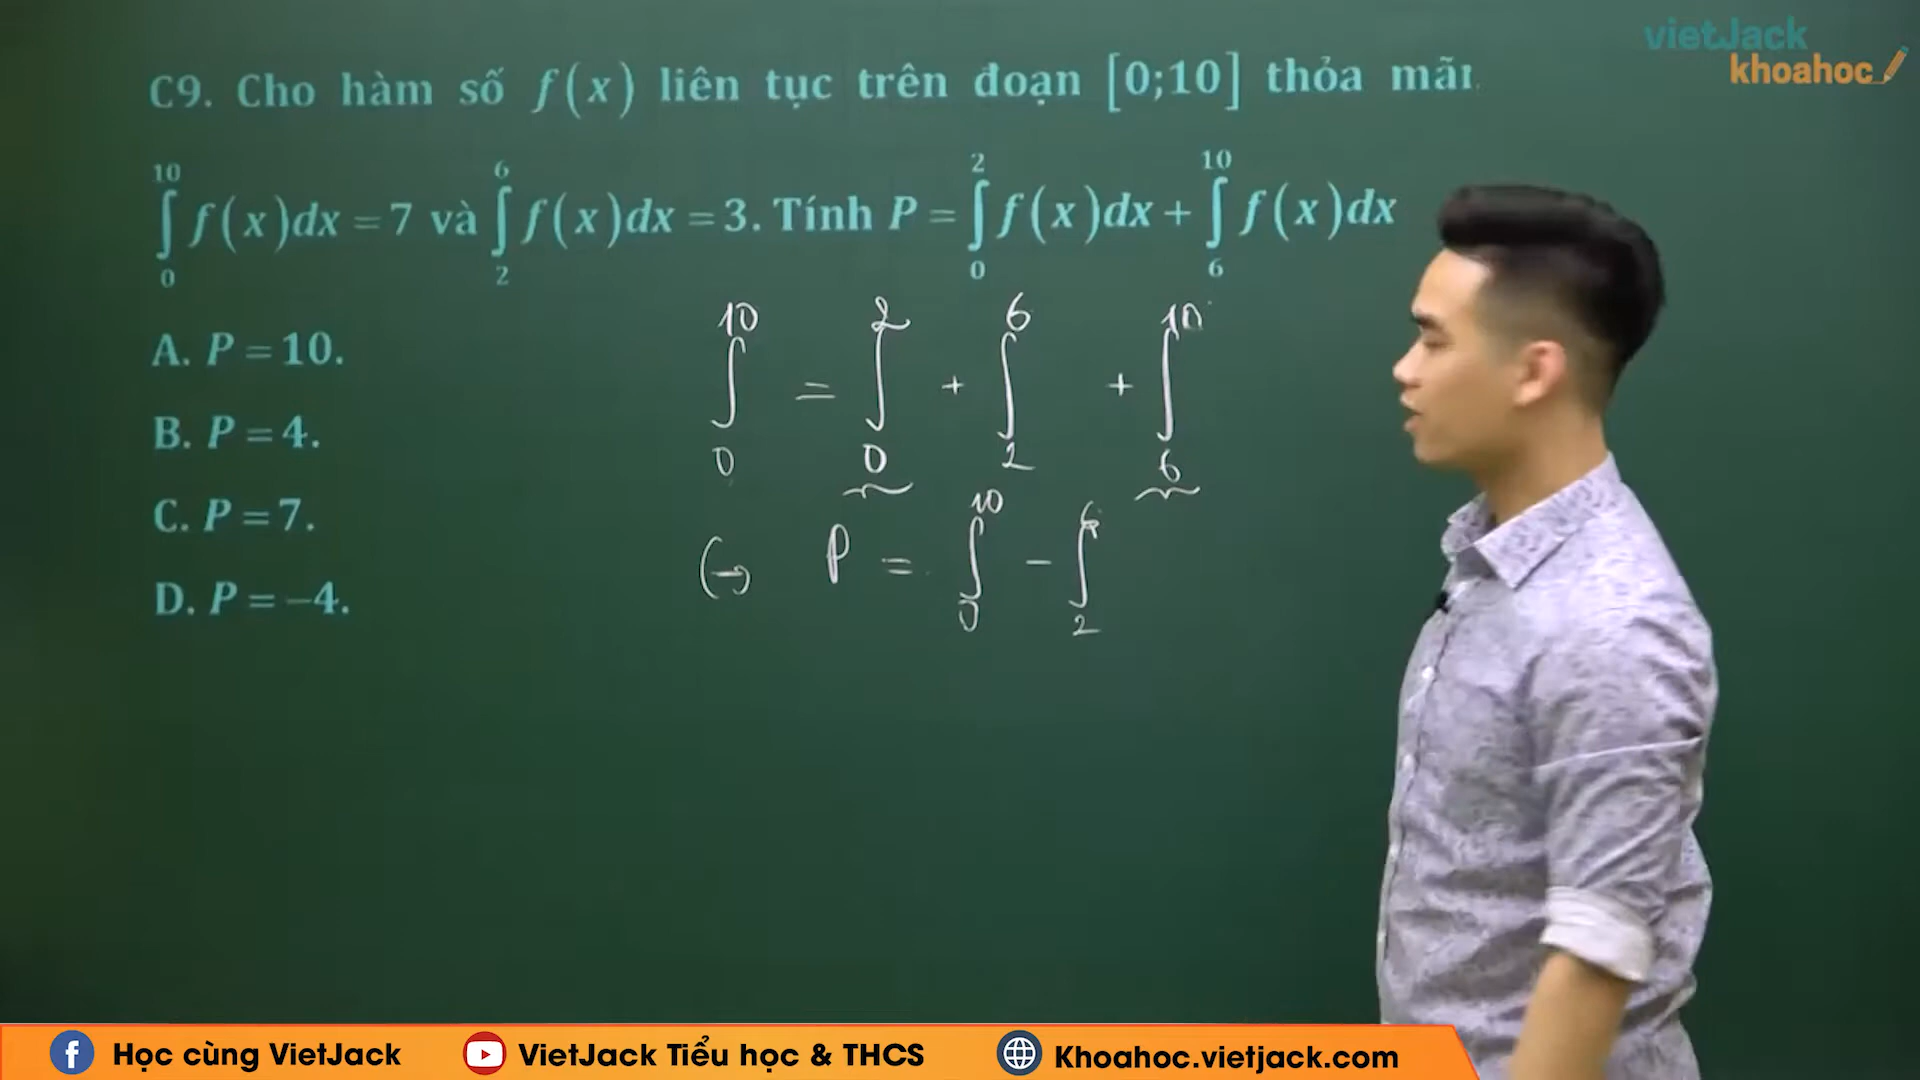 vietJack
khoahoc
C9. Cho hàm số f(x) liên tục trên đoạn [0;10] thỏa mãn
∫₀¹⁰ f(x)dx = 7 và ∫₂⁶ f(x)dx = 3. Tính P = ∫₀² f(x)dx + ∫₆¹⁰ f(x)dx
A. P = 10.
B. P = 4.
C. P = 7.
D. P = −4.
∫₀¹⁰ = ∫₀² + ∫₂⁶ + ∫₆¹⁰
(→) P = ∫₀¹⁰ − ∫₂⁶
Học cùng VietJack
VietJack Tiểu học & THCS
Khoahoc.vietjack.com